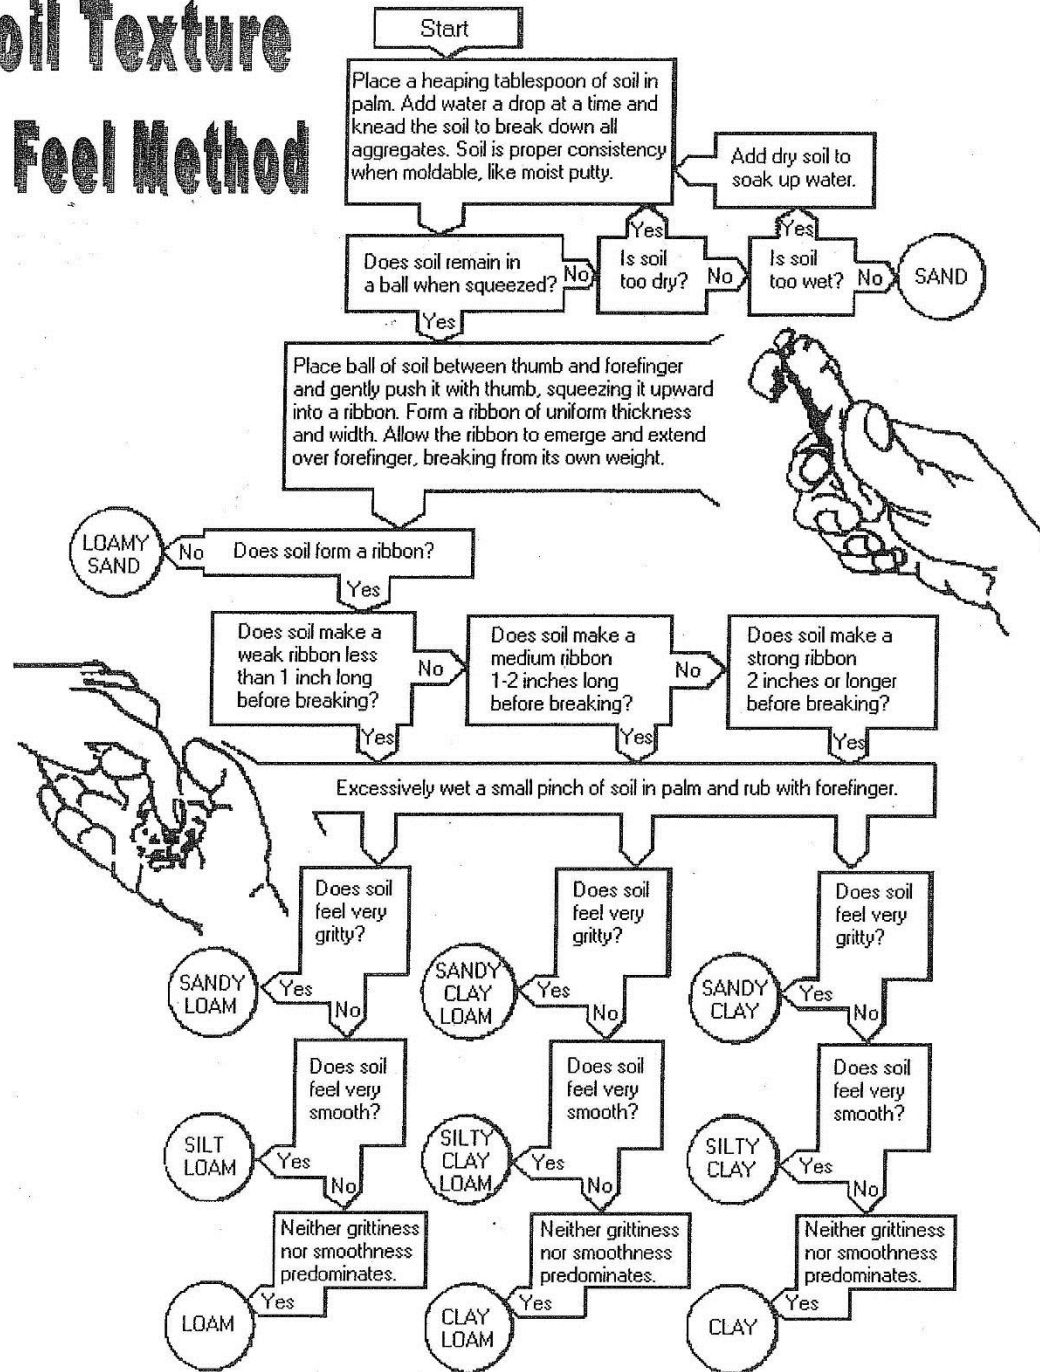 oil Texture
Feel Method
Start
Place a heaping tablespoon of soil in
palm. Add water a drop at a time and
knead the soil to break down all
aggregates. Soil is proper consistency
when moldable, like moist putty.
Add dry soil to
soak up water.
Yes
Yes
Does soil remain in
a ball when squeezed?
No
Is soil
too dry?
No
Is soil
too wet?
No
SAND
Yes
Place ball of soil between thumb and forefinger
and gently push it with thumb, squeezing it upward
into a ribbon. Form a ribbon of uniform thickness
and width. Allow the ribbon to emerge and extend
over forefinger, breaking from its own weight.
LOAMY
SAND
No
Does soil form a ribbon?
Yes
Does soil make a
weak ribbon less
than 1 inch long
before breaking?
No
Does soil make a
medium ribbon
1-2 inches long
before breaking?
No
Does soil make a
strong ribbon
2 inches or longer
before breaking?
Yes
Yes
Yes
Excessively wet a small pinch of soil in palm and rub with forefinger.
Does soil
feel very
gritty?
Does soil
feel very
gritty?
Does soil
feel very
gritty?
SANDY
LOAM
Yes
No
SANDY
CLAY
LOAM
Yes
No
SANDY
CLAY
Yes
No
Does soil
feel very
smooth?
Does soil
feel very
smooth?
Does soil
feel very
smooth?
SILT
LOAM
Yes
No
SILTY
CLAY
LOAM
Yes
No
SILTY
CLAY
Yes
No
Neither grittiness
nor smoothness
predominates.
Neither grittiness
nor smoothness
predominates.
Neither grittiness
nor smoothness
predominates.
LOAM
Yes
CLAY
LOAM
Yes
CLAY
Yes